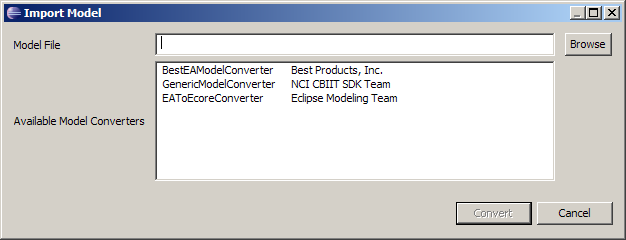 Import Model
Model File
Browse
BestEAModelConverter Best Products, Inc.
GenericModelConverter NCI CBIIT SDK Team
EAToEcoreConverter Eclipse Modeling Team
Available Model Converters
Convert Cancel